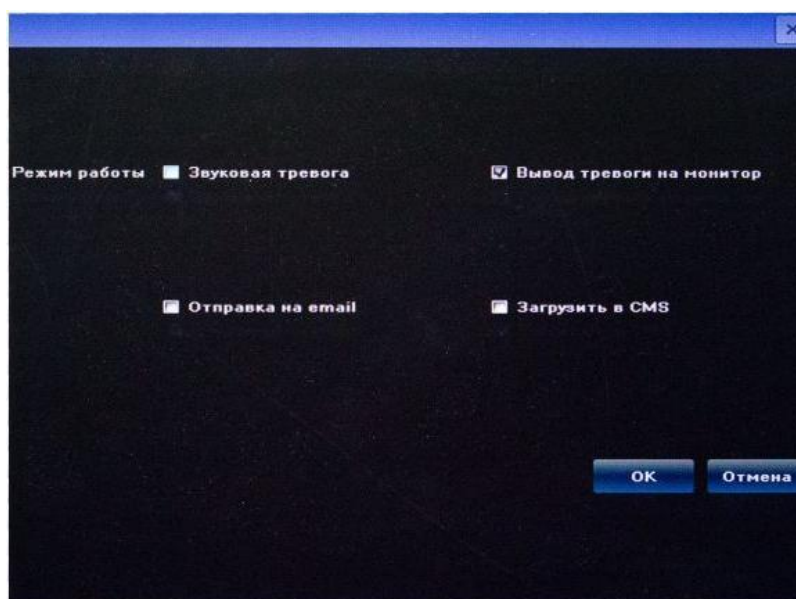 Режим работы Звуковая тревога Вывод тревоги на монитор
Отправка на email Загрузить в CMS
OK Отмена